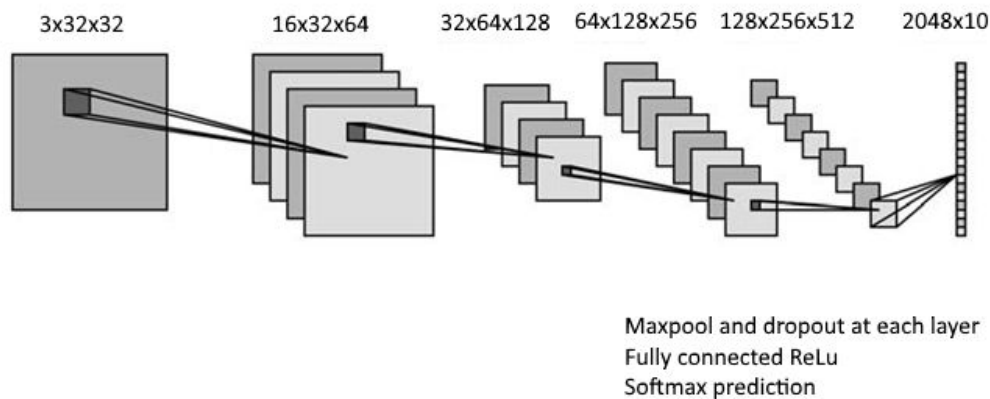 3x32x32 16x32x64 32x64x128 64x128x256 128x256x512 2048x10
Maxpool and dropout at each layer
Fully connected ReLu
Softmax prediction